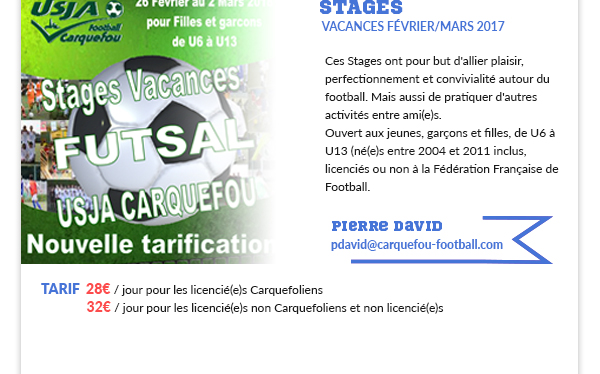 USJA
Football
Carquefou
26 Février au 2 Mars
pour Filles et garçons
de U6 à U13
Stages Vacances
FUTSAL
USJA CARQUEFOU
Nouvelle tarification
STAGES
VACANCES FÉVRIER/MARS 2017
Ces Stages ont pour but d'allier plaisir,
perfectionnement et convivialité autour du
football. Mais aussi de pratiquer d'autres
activités entre ami(e)s.
Ouvert aux jeunes, garçons et filles, de U6 à
U13 (né(e)s entre 2004 et 2011 inclus,
licenciés ou non à la Fédération Française de
Football.
PIERRE DAVID
pdavid@carquefou-football.com
TARIF 28€ / jour pour les licencié(e)s Carquefoliens
32€ / jour pour les licencié(e)s non Carquefoliens et non licencié(e)s